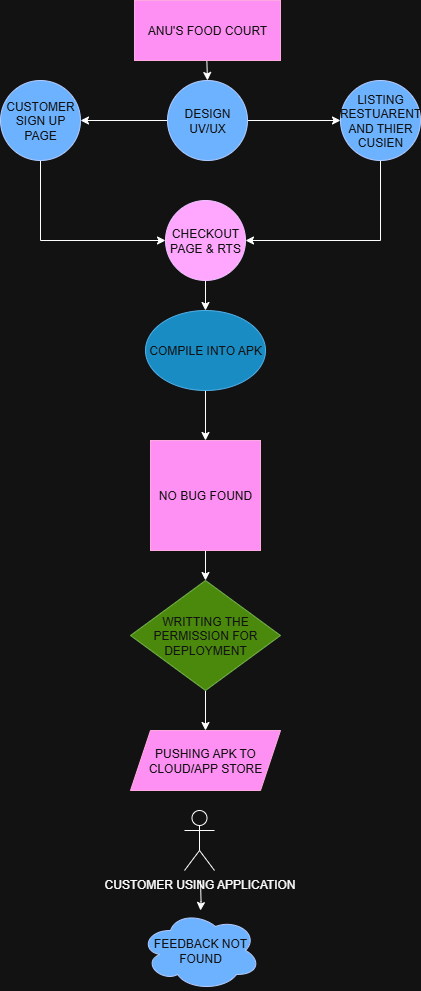 ANU'S FOOD COURT
CUSTOMER
SIGN UP
PAGE
DESIGN
UV/UX
LISTING
RESTUARENT
AND THIER
CUSIEN
CHECKOUT
PAGE & RTS
COMPILE INTO APK
NO BUG FOUND
WRITTING THE
PERMISSION FOR
DEPLOYMENT
PUSHING APK TO
CLOUD/APP STORE
CUSTOMER USING APPLICATION
FEEDBACK NOT
FOUND